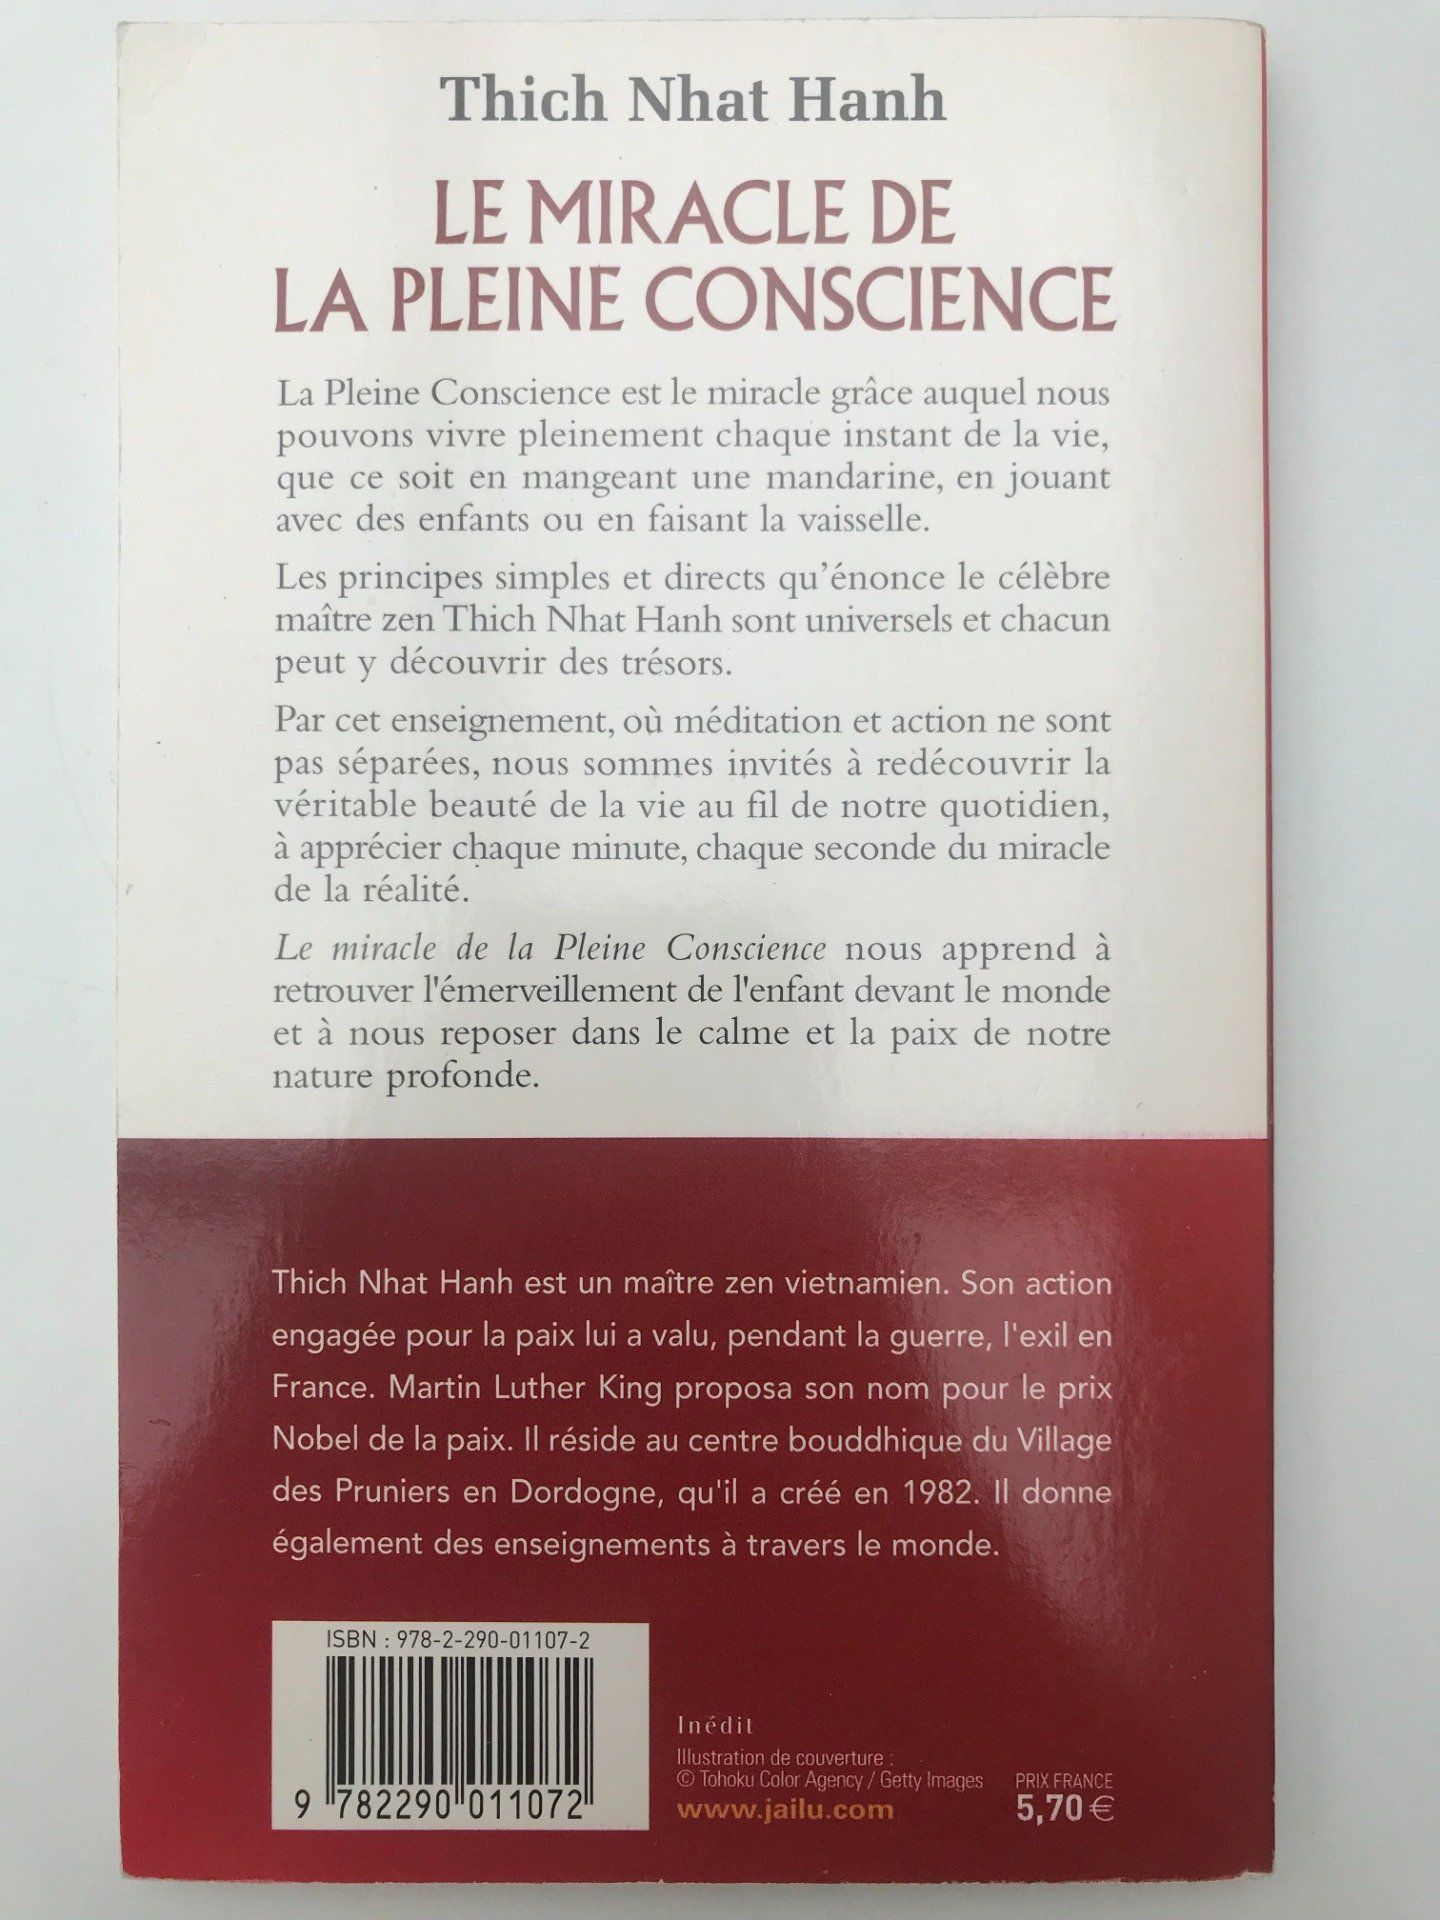 Thich Nhat Hanh
LE MIRACLE DE
LA PLEINE CONSCIENCE
La Pleine Conscience est le miracle grâce auquel nous
pouvons vivre pleinement chaque instant de la vie,
que ce soit en mangeant une mandarine, en jouant
avec des enfants ou en faisant la vaisselle.
Les principes simples et directs qu'énonce le célèbre
maître zen Thich Nhat Hanh sont universels et chacun
peut y découvrir des trésors.
Par cet enseignement, où méditation et action ne sont
pas séparées, nous sommes invités à redécouvrir la
véritable beauté de la vie au fil de notre quotidien,
à apprécier chaque minute, chaque seconde du miracle
de la réalité.
Le miracle de la Pleine Conscience nous apprend à
retrouver l'émerveillement de l'enfant devant le monde
et à nous reposer dans le calme et la paix de notre
nature profonde.
Thich Nhat Hanh est un maître zen vietnamien. Son action
engagée pour la paix lui a valu, pendant la guerre, l'exil en
France. Martin Luther King proposa son nom pour le prix
Nobel de la paix. Il réside au centre bouddhique du Village
des Pruniers en Dordogne, qu'il a créé en 1982. Il donne
également des enseignements à travers le monde.
ISBN : 978-2-290-01107-2
9 782290 011072
Inédit
Illustration de couverture :
© Tohoku Color Agency / Getty Images
www.jailu.com
PRIX FRANCE
5,70 €